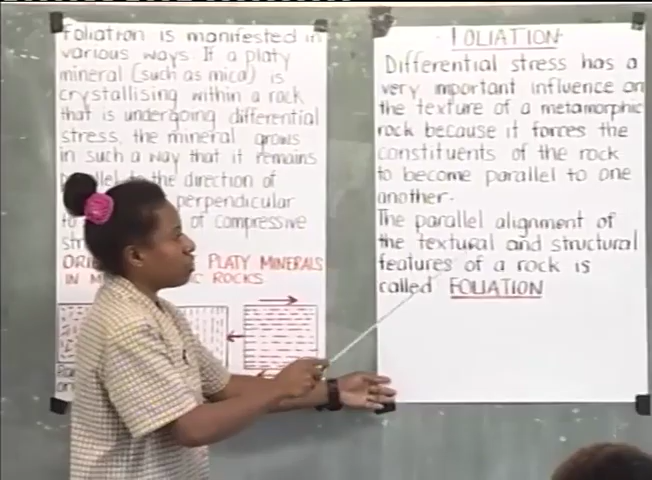 Foliation is manifested in
various ways. If a platy
mineral (such as mica) is
crystallising within a rock
that is undergoing differential
stress, the mineral grows
in such a way that it remains
the direction of
perpendicular
of compressive
PLATY MINERALS
IN
ROCKS.
FOLIATION
Differential stress has a
very important influence on
the texture of a metamorphic
rock because it forces the
constituents of the rock
to become parallel to one
another.
The parallel alignment of
the textural and structural
features of a rock is
called FOLIATION